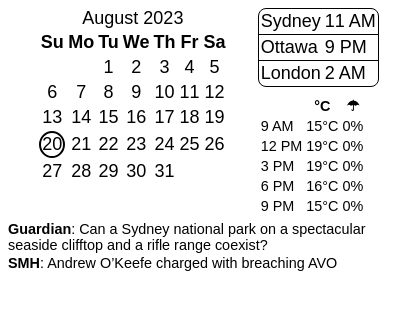 August 2023
Su Mo Tu We Th Fr Sa
1 2 3 4 5
6 7 8 9 10 11 12
13 14 15 16 17 18 19
20 21 22 23 24 25 26
27 28 29 30 31
Sydney 11 AM
Ottawa 9 PM
London 2 AM
°C ☂
9 AM 15°C 0%
12 PM 19°C 0%
3 PM 19°C 0%
6 PM 16°C 0%
9 PM 15°C 0%
Guardian: Can a Sydney national park on a spectacular
seaside clifftop and a rifle range coexist?
SMH: Andrew O’Keefe charged with breaching AVO